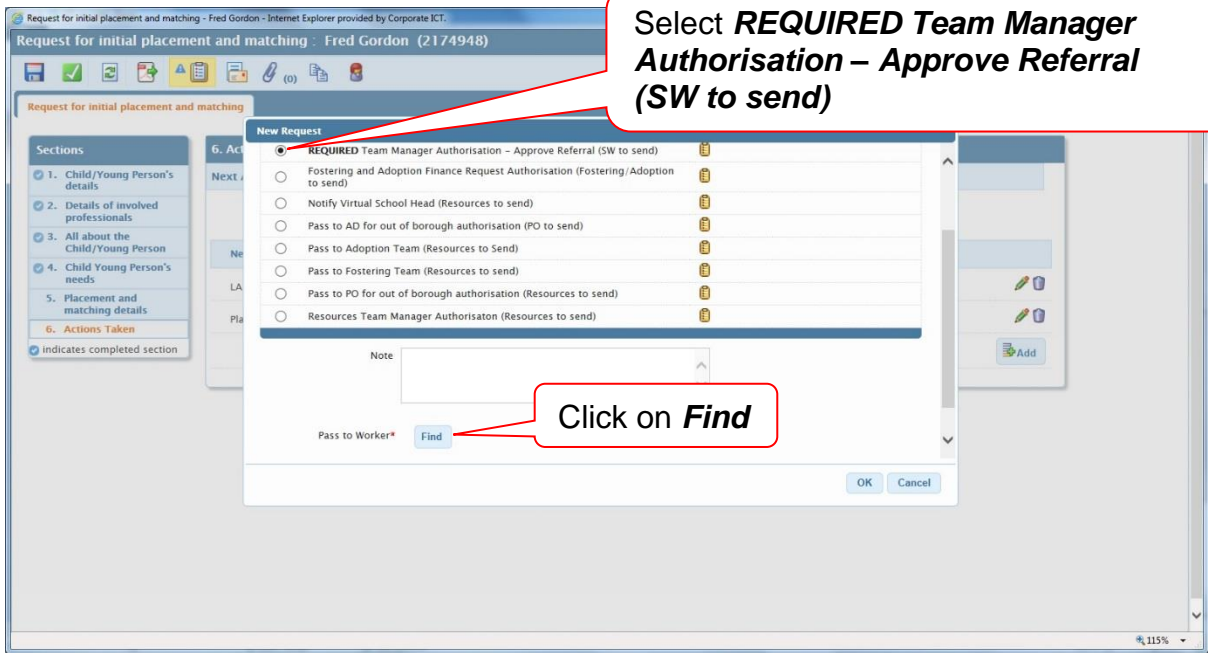 Request for initial placement and matching - Fred Gordon - Internet Explorer provided by Corporate ICT.
Request for initial placement and matching : Fred Gordon (2174948)
Select REQUIRED Team Manager
Authorisation – Approve Referral
(SW to send)
(0)
Request for initial placement and matching
Sections
1. Child/Young Person's
details
2. Details of involved
professionals
3. All about the
Child/Young Person
4. Child Young Person's
needs
5. Placement and
matching details
6. Actions Taken
indicates completed section
6. Act
Next
Ne
LA
Pla
Add
New Request
REQUIRED Team Manager Authorisation – Approve Referral (SW to send)
Fostering and Adoption Finance Request Authorisation (Fostering/Adoption
to send)
Notify Virtual School Head (Resources to send)
Pass to AD for out of borough authorisation (PO to send)
Pass to Adoption Team (Resources to Send)
Pass to Fostering Team (Resources to send)
Pass to PO for out of borough authorisation (Resources to send)
Resources Team Manager Authorisaton (Resources to send)
Note
Click on Find
Pass to Worker* Find
OK Cancel
115%